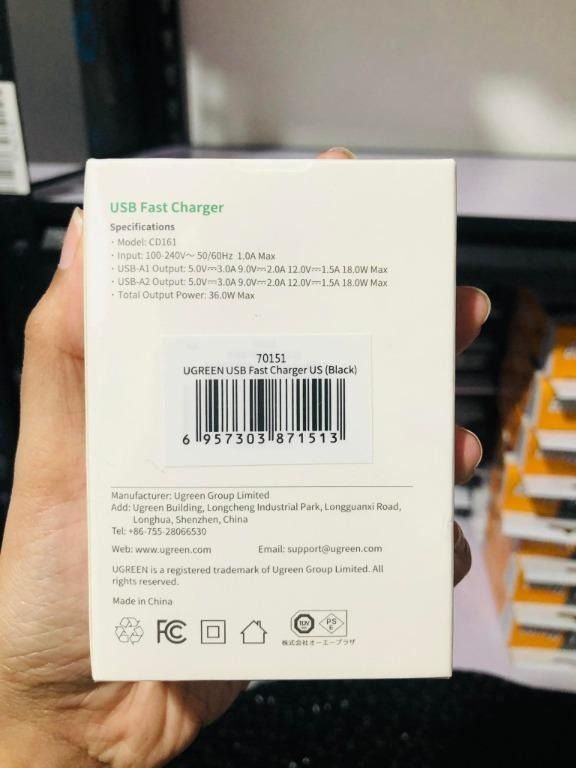 USB Fast Charger
Specifications
· Model: CD161
· Input: 100-240V～ 50/60Hz 1.0A Max
· USB-A1 Output: 5.0V⎓3.0A 9.0V⎓2.0A 12.0V⎓1.5A 18.0W Max
· USB-A2 Output: 5.0V⎓3.0A 9.0V⎓2.0A 12.0V⎓1.5A 18.0W Max
· Total Output Power: 36.0W Max
70151
UGREEN USB Fast Charger US (Black)
6 957303 871513
Manufacturer: Ugreen Group Limited
Add: Ugreen Building, Longcheng Industrial Park, Longguanxi Road,
Longhua, Shenzhen, China
Tel: +86-755-28066530
Web: www.ugreen.com Email: support@ugreen.com
UGREEN is a registered trademark of Ugreen Group Limited. All
rights reserved.
Made in China
FC TÜV PS E
株式会社オーエープラザ